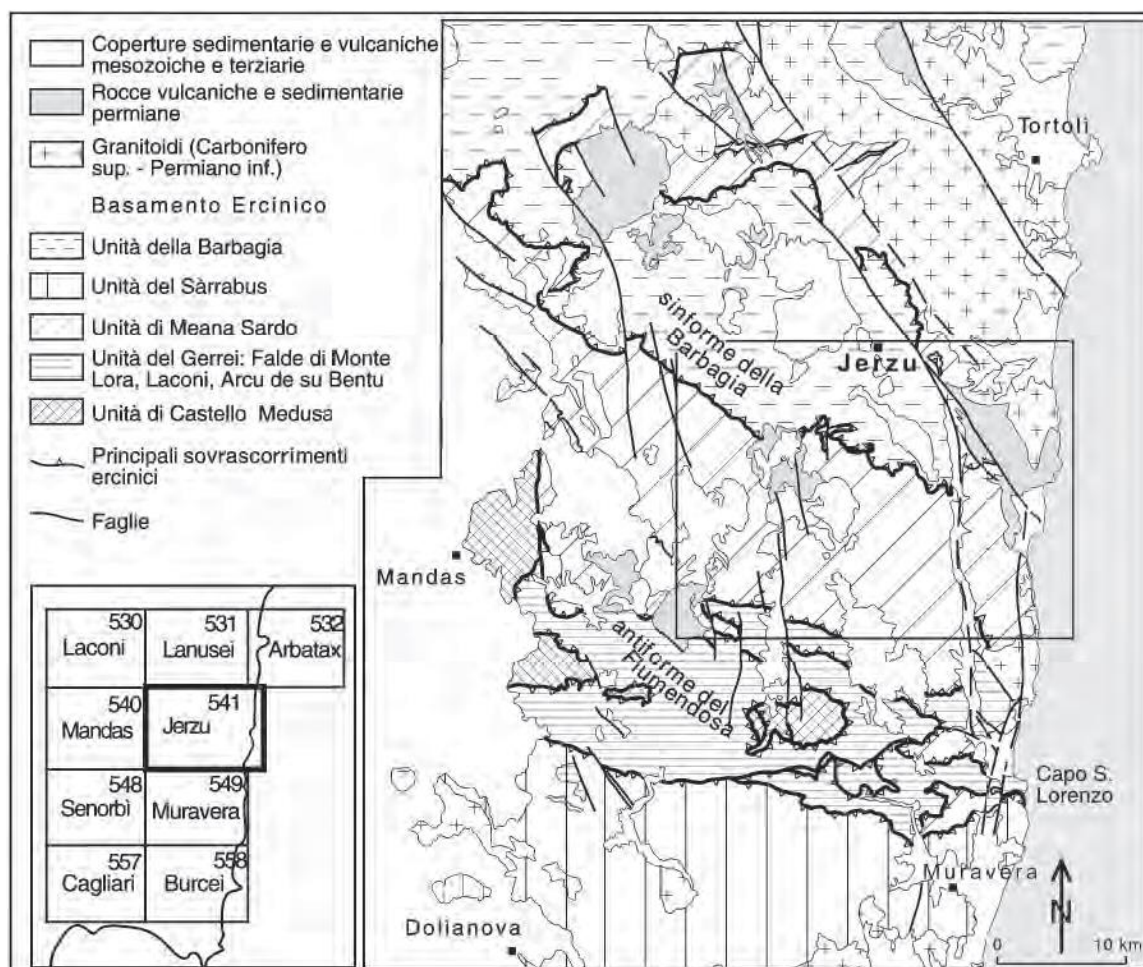 Coperture sedimentarie e vulcaniche
mesozoiche e terziarie
Rocce vulcaniche e sedimentarie
permiane
Granitoidi (Carbonifero
sup. - Permiano inf.)
Basamento Ercinico
Unità della Barbagia
Unità del Sàrrabus
Unità di Meana Sardo
Unità del Gerrei: Falde di Monte
Lora, Laconi, Arcu de su Bentu
Unità di Castello Medusa
Principali sovrascorrimenti
ercinici
Faglie
530
Laconi
531
Lanusei
532
Arbatax
540
Mandas
541
Jerzu
548
Senorbì
549
Muravera
557
Cagliari
558
Burcei
Tortolì
sinforme della
Barbagia
Jerzu
Mandas
antiforme del
Flumendosa
Capo S.
Lorenzo
Muravera
Dolianova
N
0
10 km